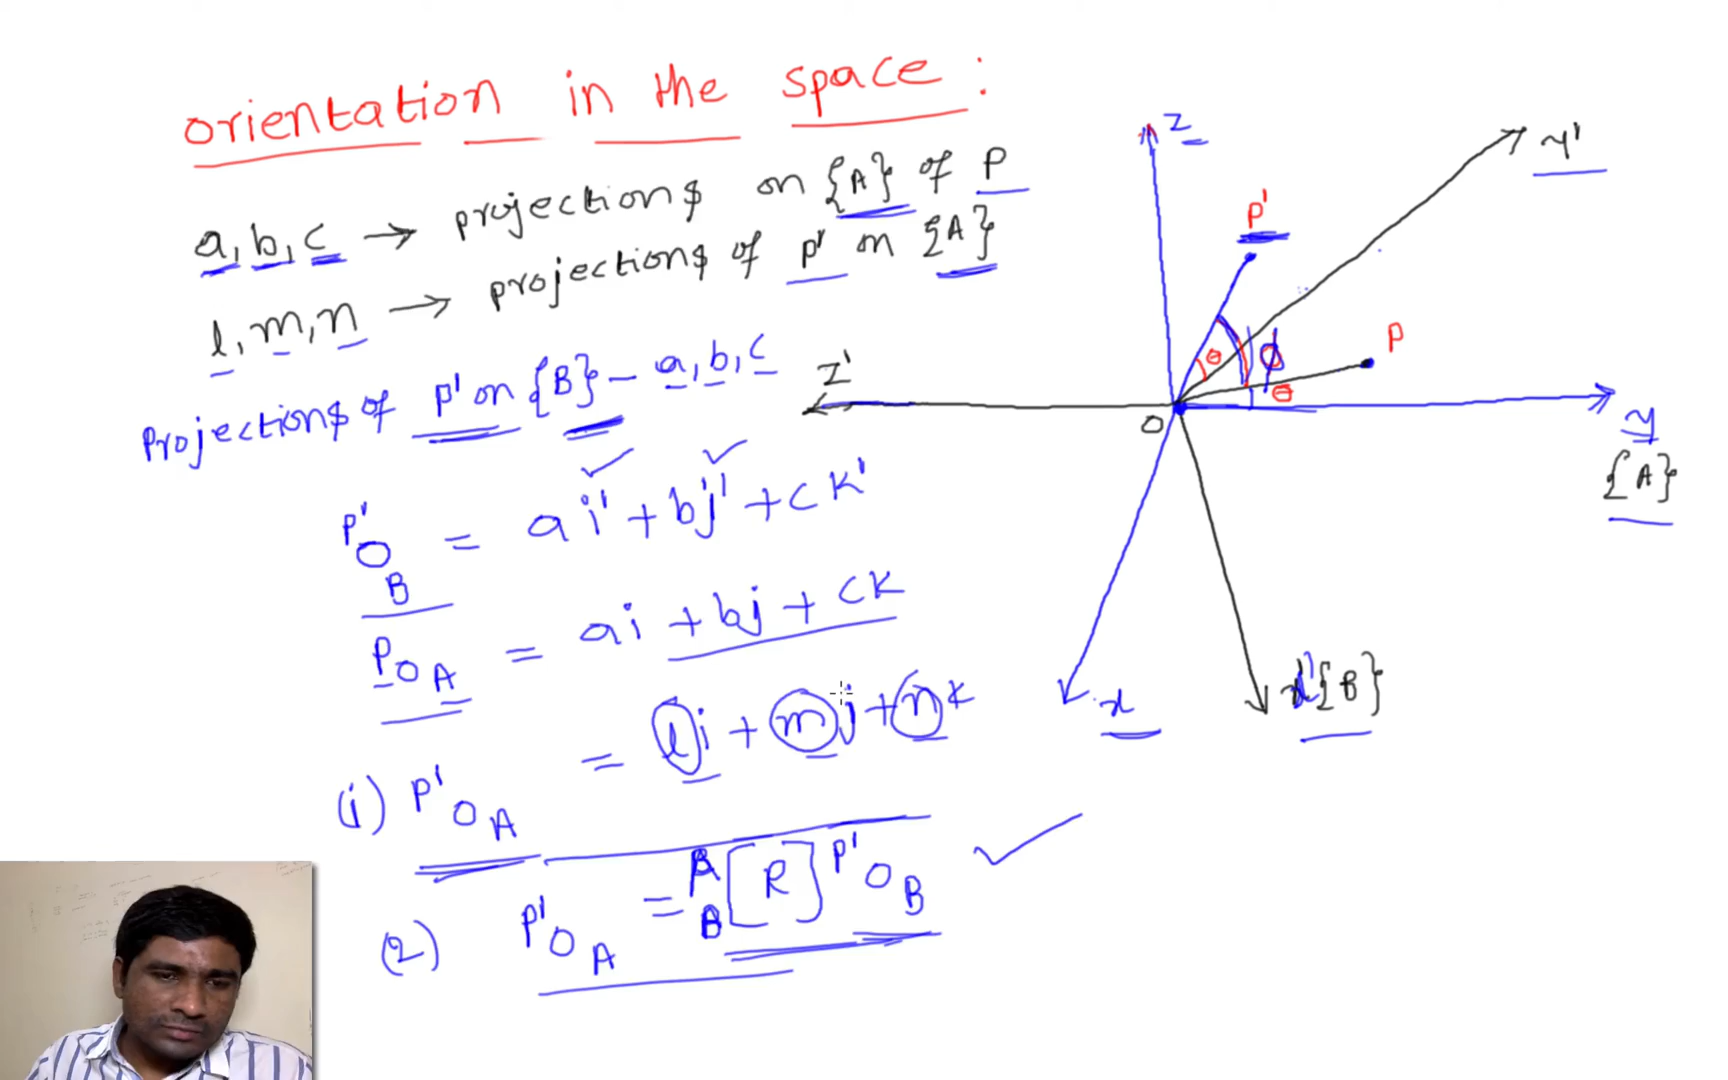 orientation in the space :
a, b, c → projections on {A} of P
l, m, n → projections of P' on {A}
Projections of P' on {B} - a, b, c
P'O B = ai' + bj' + cK'
POA = ai + bj + cK
(1) P'OA = li + mj + nK
(2) P'OA = A B [R] P'OB
Z
Y'
P'
θ
φ
P
θ
Z'
O
Y
{A}
x
x' {B}